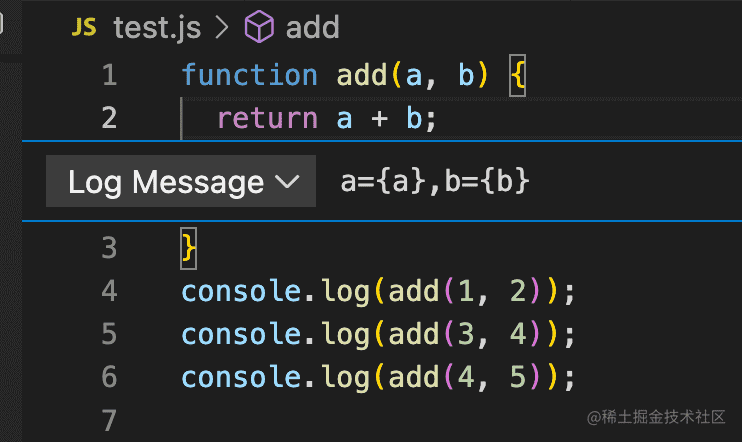 JS test.js > add
1 function add(a, b) {
2 return a + b;
Log Message a={a},b={b}
3 }
4 console.log(add(1, 2));
5 console.log(add(3, 4));
6 console.log(add(4, 5));
7
@稀土掘金技术社区